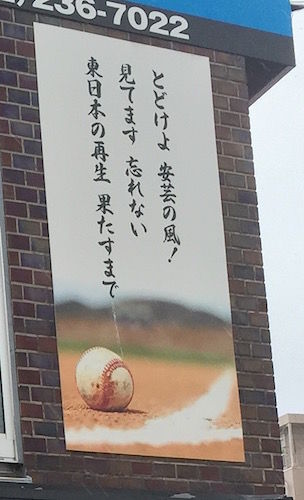 /236-7022
とどけよ 安芸の風！
見てます 忘れない
東日本の再生 果たすまで